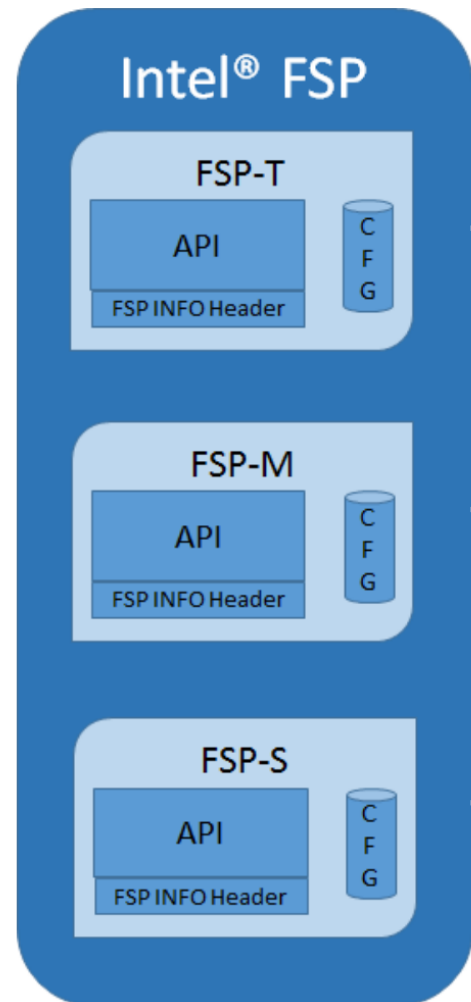 Intel® FSP
FSP-T
API
FSP INFO Header
C
F
G
FSP-M
API
FSP INFO Header
C
F
G
FSP-S
API
FSP INFO Header
C
F
G